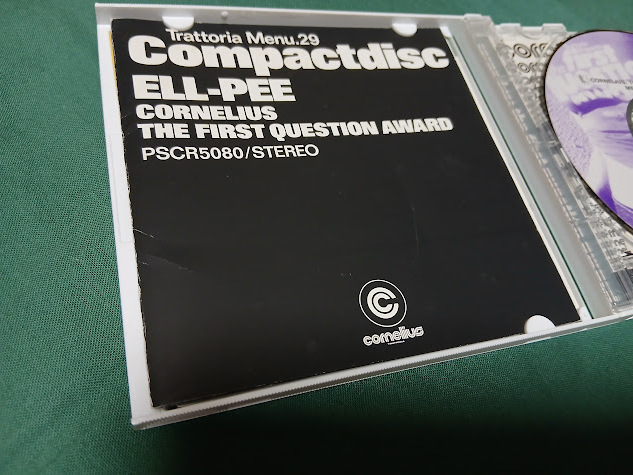 Trattoria Menu.29
Compactdisc
ELL-PEE
CORNELIUS
THE FIRST QUESTION AWARD
PSCR5080/STEREO
cornelius